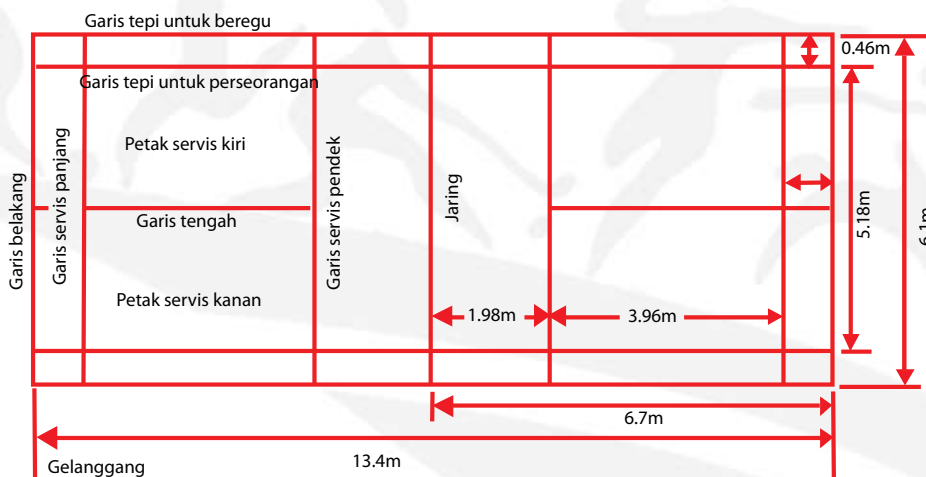 Garis tepi untuk beregu
0.46m
Garis tepi untuk perseorangan
Petak servis kiri
Garis belakang
Garis servis panjang
Garis tengah
Garis servis pendek
Jaring
5.18m
6.1m
Petak servis kanan
1.98m
3.96m
6.7m
13.4m
Gelanggang